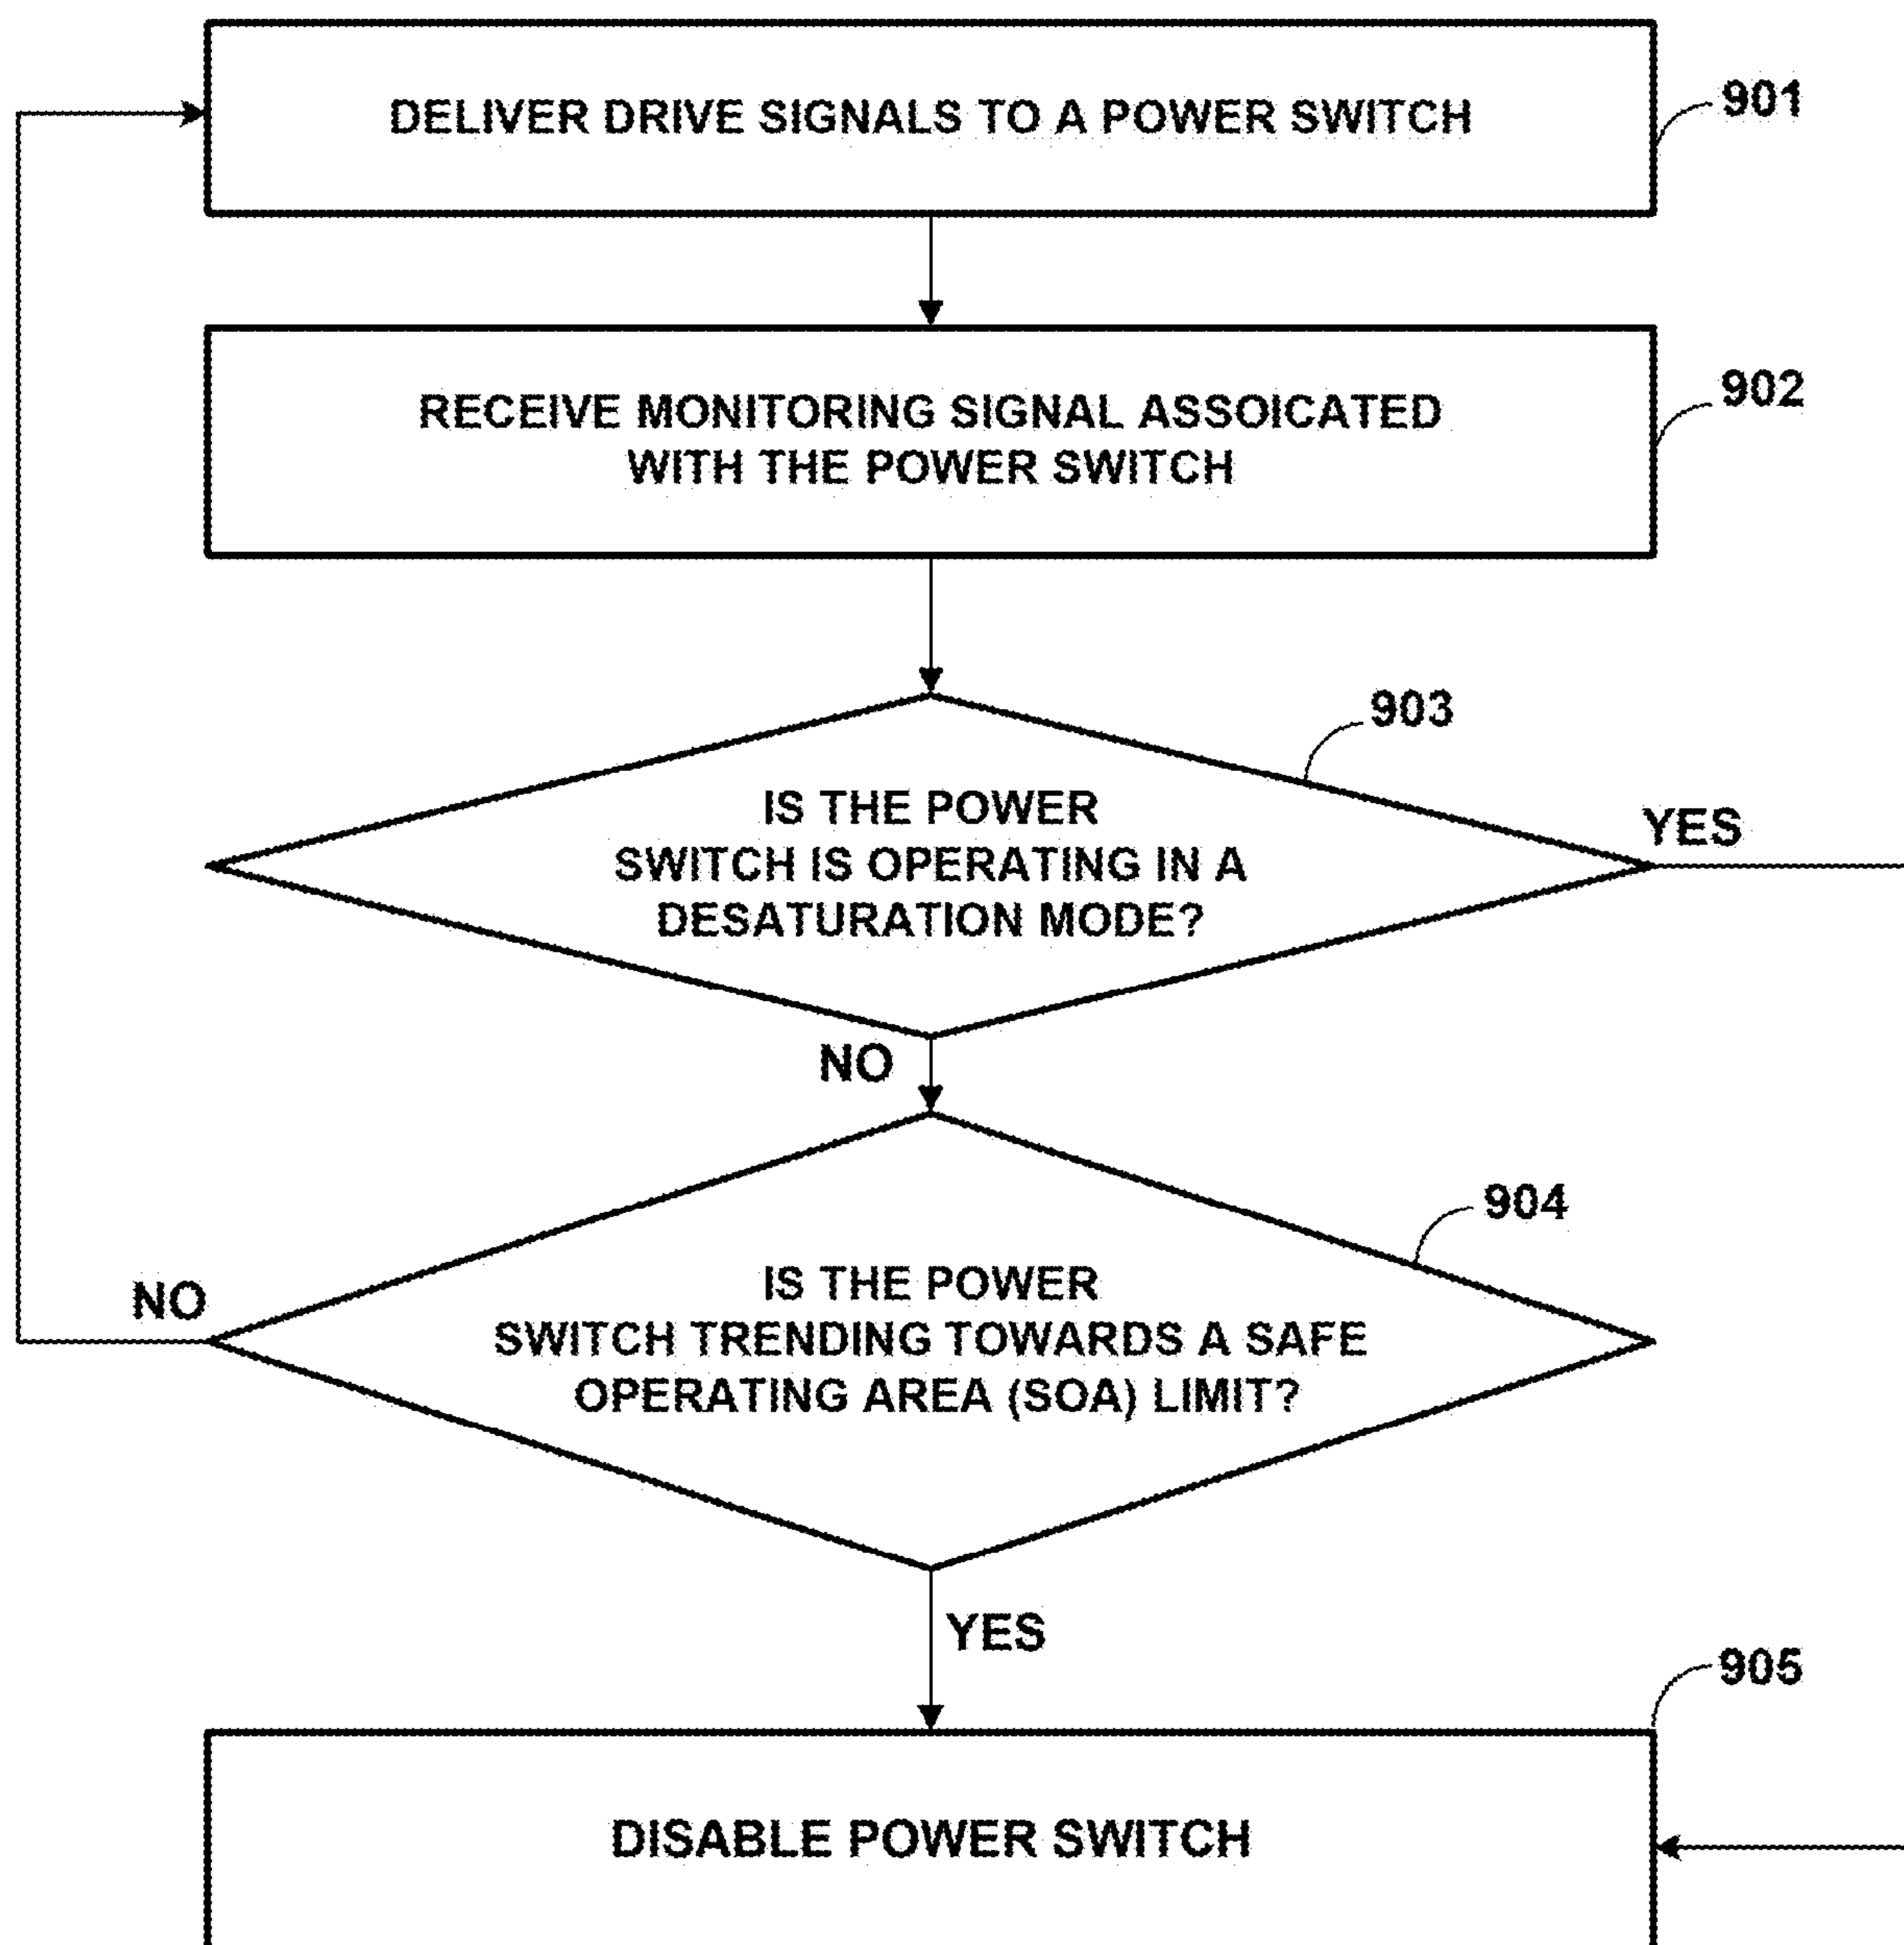 DELIVER DRIVE SIGNALS TO A POWER SWITCH
901
RECEIVE MONITORING SIGNAL ASSOICATED
WITH THE POWER SWITCH
902
903
IS THE POWER
SWITCH IS OPERATING IN A
DESATURATION MODE?
YES
NO
904
IS THE POWER
SWITCH TRENDING TOWARDS A SAFE
OPERATING AREA (SOA) LIMIT?
NO
YES
905
DISABLE POWER SWITCH